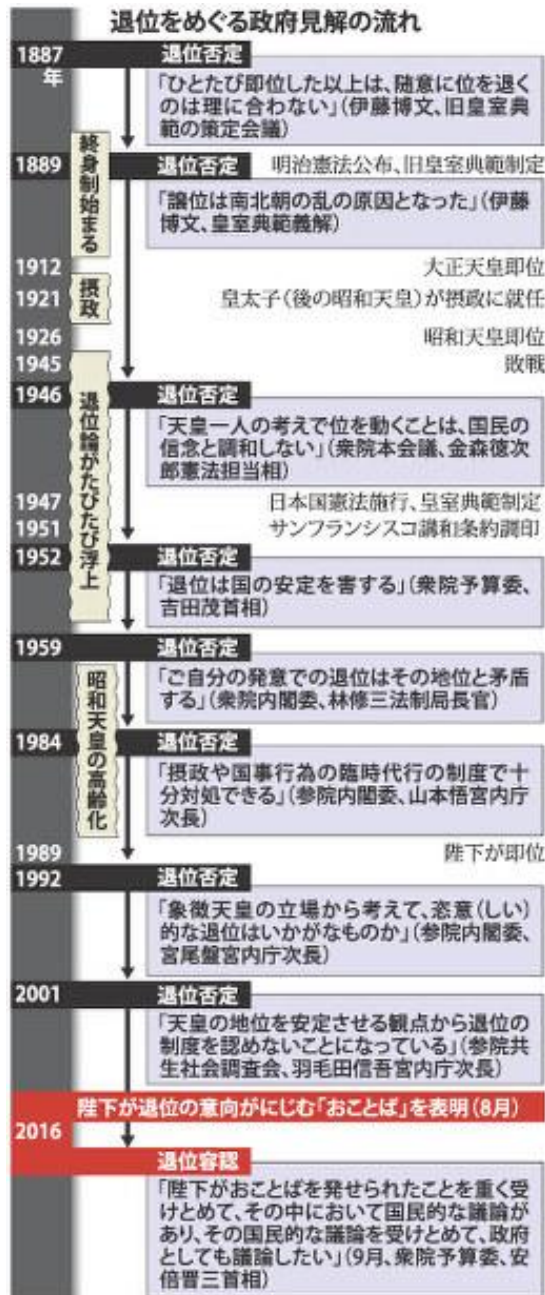 退位をめぐる政府見解の流れ
1887年
退位否定
「ひとたび即位した以上は、随意に位を退く
のは理に合わない」(伊藤博文、旧皇室典
範の策定会議)
終身制始まる
1889
退位否定
明治憲法公布、旧皇室典範制定
「譲位は南北朝の乱の原因となった」(伊藤
博文、皇室典範義解)
1912
大正天皇即位
摂政
1921
皇太子(後の昭和天皇)が摂政に就任
1926
昭和天皇即位
1945
敗戦
退位論がたびたび浮上
1946
退位否定
「天皇一人の考えで位を動くことは、国民の
信念と調和しない」(衆院本会議、金森徳次
郎憲法担当相)
1947
日本国憲法施行、皇室典範制定
1951
サンフランシスコ講和条約調印
1952
退位否定
「退位は国の安定を害する」(衆院予算委、
吉田茂首相)
1959
退位否定
「ご自分の発意での退位はその地位と矛盾
する」(衆院内閣委、林修三法制局長官)
昭和天皇の高齢化
1984
退位否定
「摂政や国事行為の臨時代行の制度で十
分対処できる」(参院内閣委、山本悟宮内庁
次長)
1989
陛下が即位
1992
退位否定
「象徴天皇の立場から考えて、恣意(しい)
的な退位はいかがなものか」(参院内閣委、
宮尾盤宮内庁次長)
2001
退位否定
「天皇の地位を安定させる観点から退位の
制度を認めないことになっている」(参院共
生社会調査会、羽毛田信吾宮内庁次長)
陛下が退位の意向がにじむ「おことば」を表明(8月)
2016
退位容認
「陛下がおことばを発せられたことを重く受
けとめて、その中において国民的な議論が
あり、その国民的な議論を受けとめて、政府
としても議論したい」(9月、衆院予算委、安
倍晋三首相)